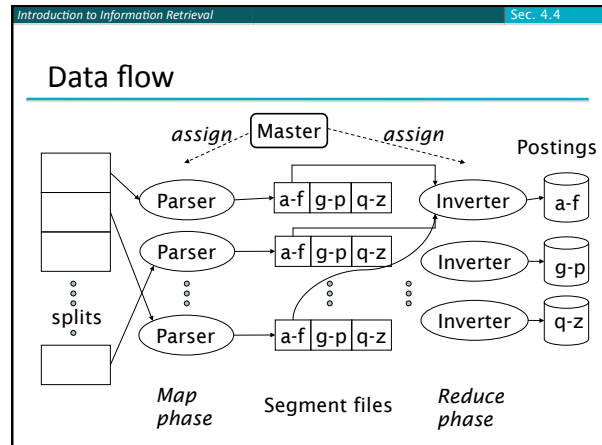 Introduction to Information Retrieval Sec. 4.4
Data flow
assign Master assign Postings
Parser a-f g-p q-z Inverter a-f
Parser a-f g-p q-z Inverter g-p
splits Parser a-f g-p q-z Inverter q-z
Map phase Segment files Reduce phase